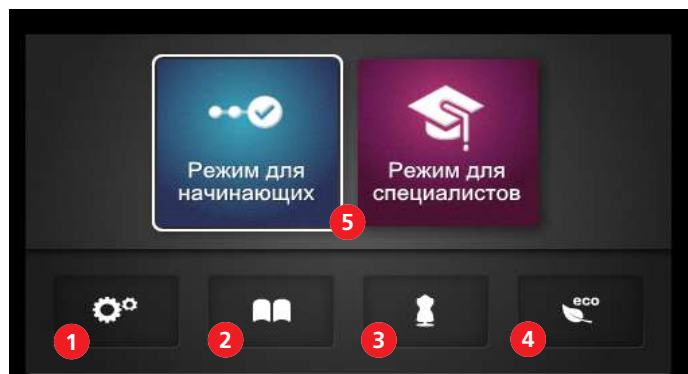 Режим для
начинающих
Режим для
специалистов
5
eco
1
2
3
4